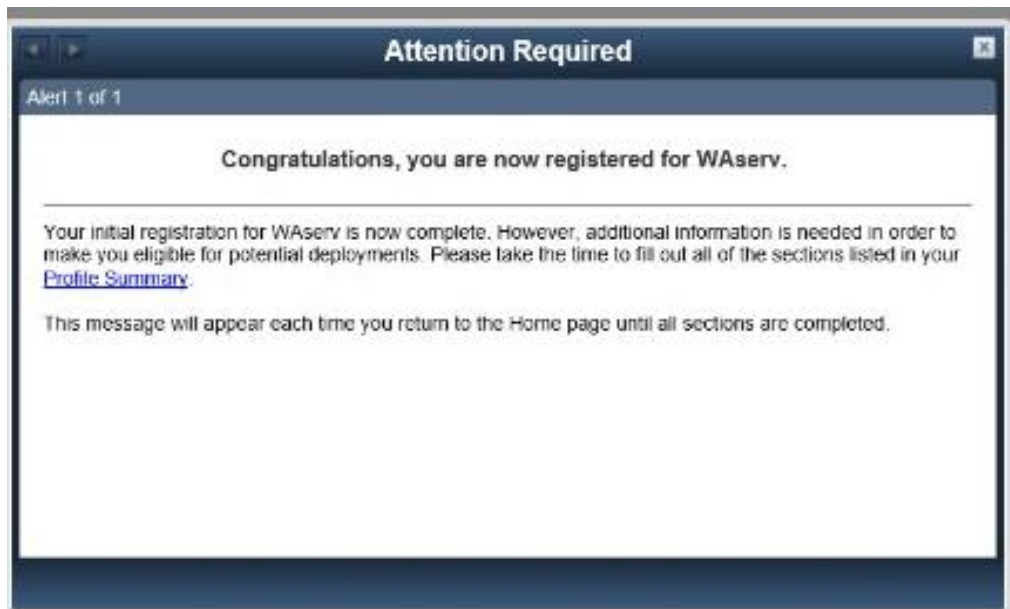 Attention Required
Alert 1 of 1
Congratulations, you are now registered for WAserv.
Your initial registration for WAserv is now complete. However, additional information is needed in order to
make you eligible for potential deployments. Please take the time to fill out all of the sections listed in your
Profile Summary.
This message will appear each time you return to the Home page until all sections are completed.